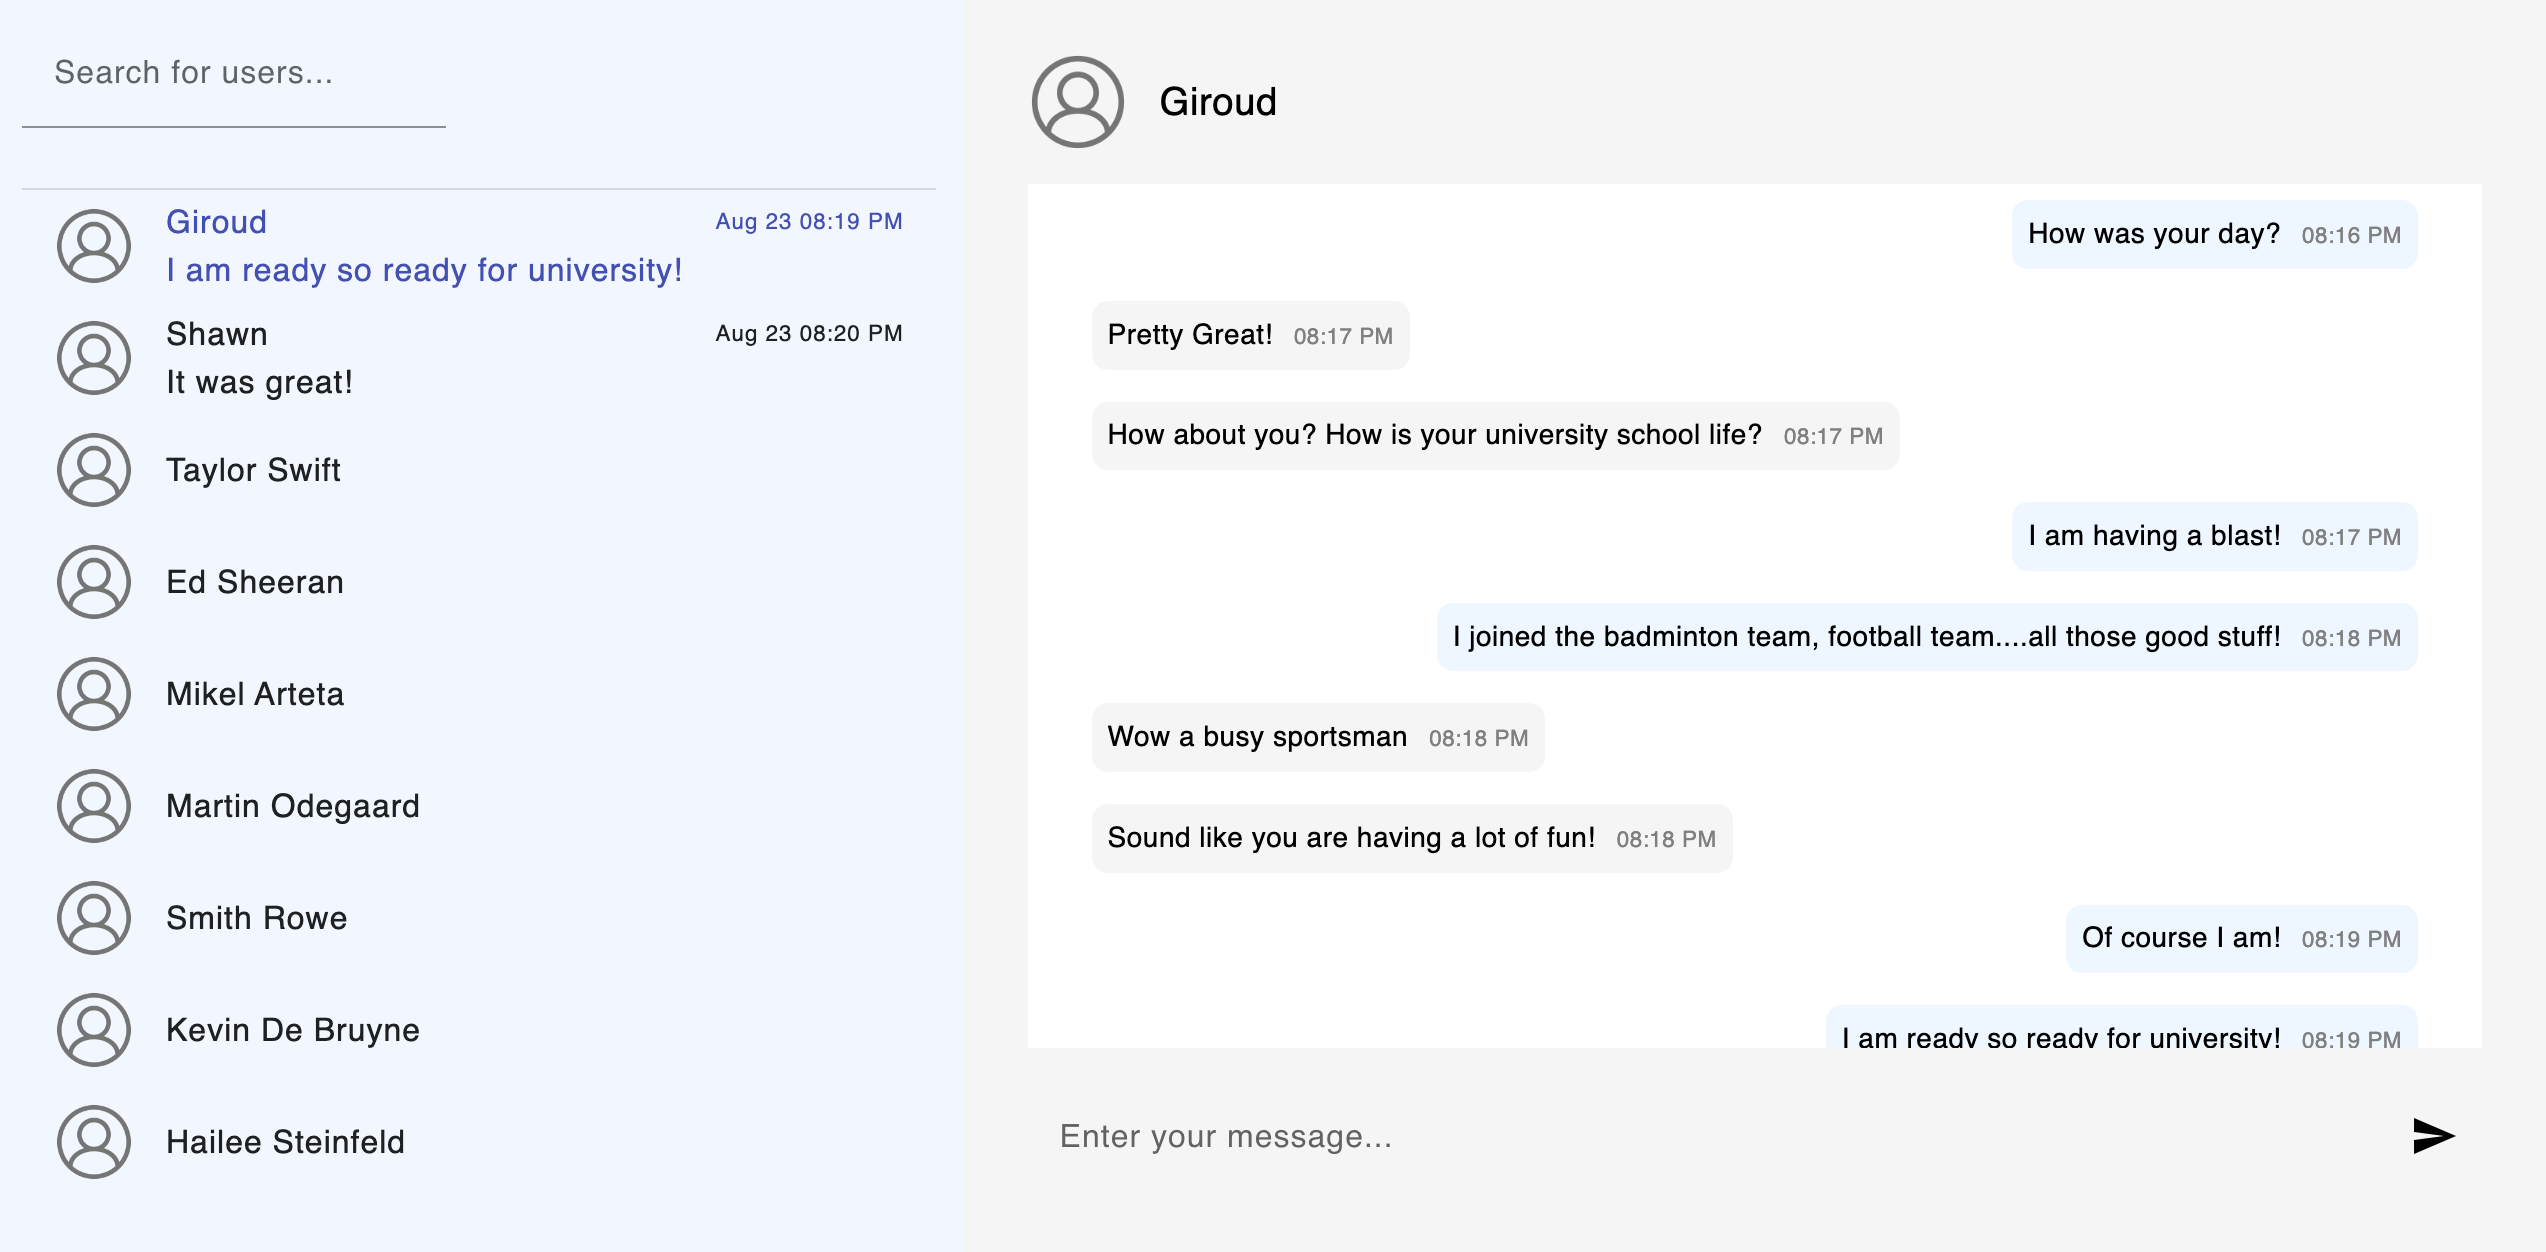 Search for users...
Giroud
Aug 23 08:19 PM
I am ready so ready for university!
Shawn
Aug 23 08:20 PM
It was great!
Taylor Swift
Ed Sheeran
Mikel Arteta
Martin Odegaard
Smith Rowe
Kevin De Bruyne
Hailee Steinfeld
Giroud
How was your day? 08:16 PM
Pretty Great! 08:17 PM
How about you? How is your university school life? 08:17 PM
I am having a blast! 08:17 PM
I joined the badminton team, football team....all those good stuff! 08:18 PM
Wow a busy sportsman 08:18 PM
Sound like you are having a lot of fun! 08:18 PM
Of course I am! 08:19 PM
I am ready so ready for university! 08:19 PM
Enter your message...